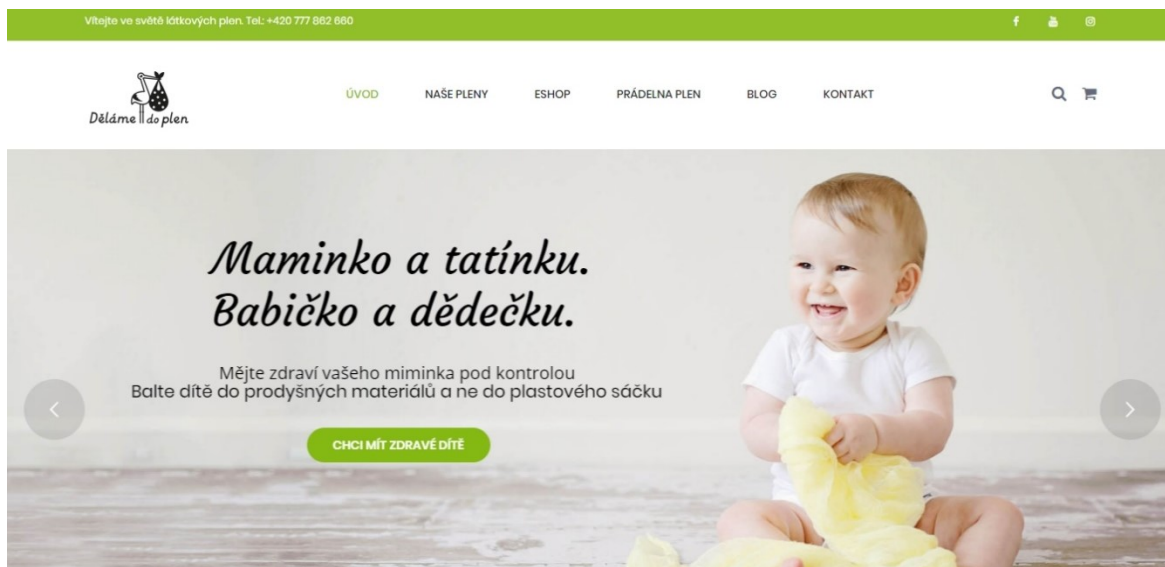 Vítejte ve světě látkových plen. Tel.: +420 777 862 660
Děláme do plen
ÚVOD
NAŠE PLENY
ESHOP
PRÁDELNA PLEN
BLOG
KONTAKT
Maminko a tatínku.
Babičko a dědečku.
Mějte zdraví vašeho miminka pod kontrolou
Balte dítě do prodyšných materiálů a ne do plastového sáčku
CHCI MÍT ZDRAVÉ DÍTĚ